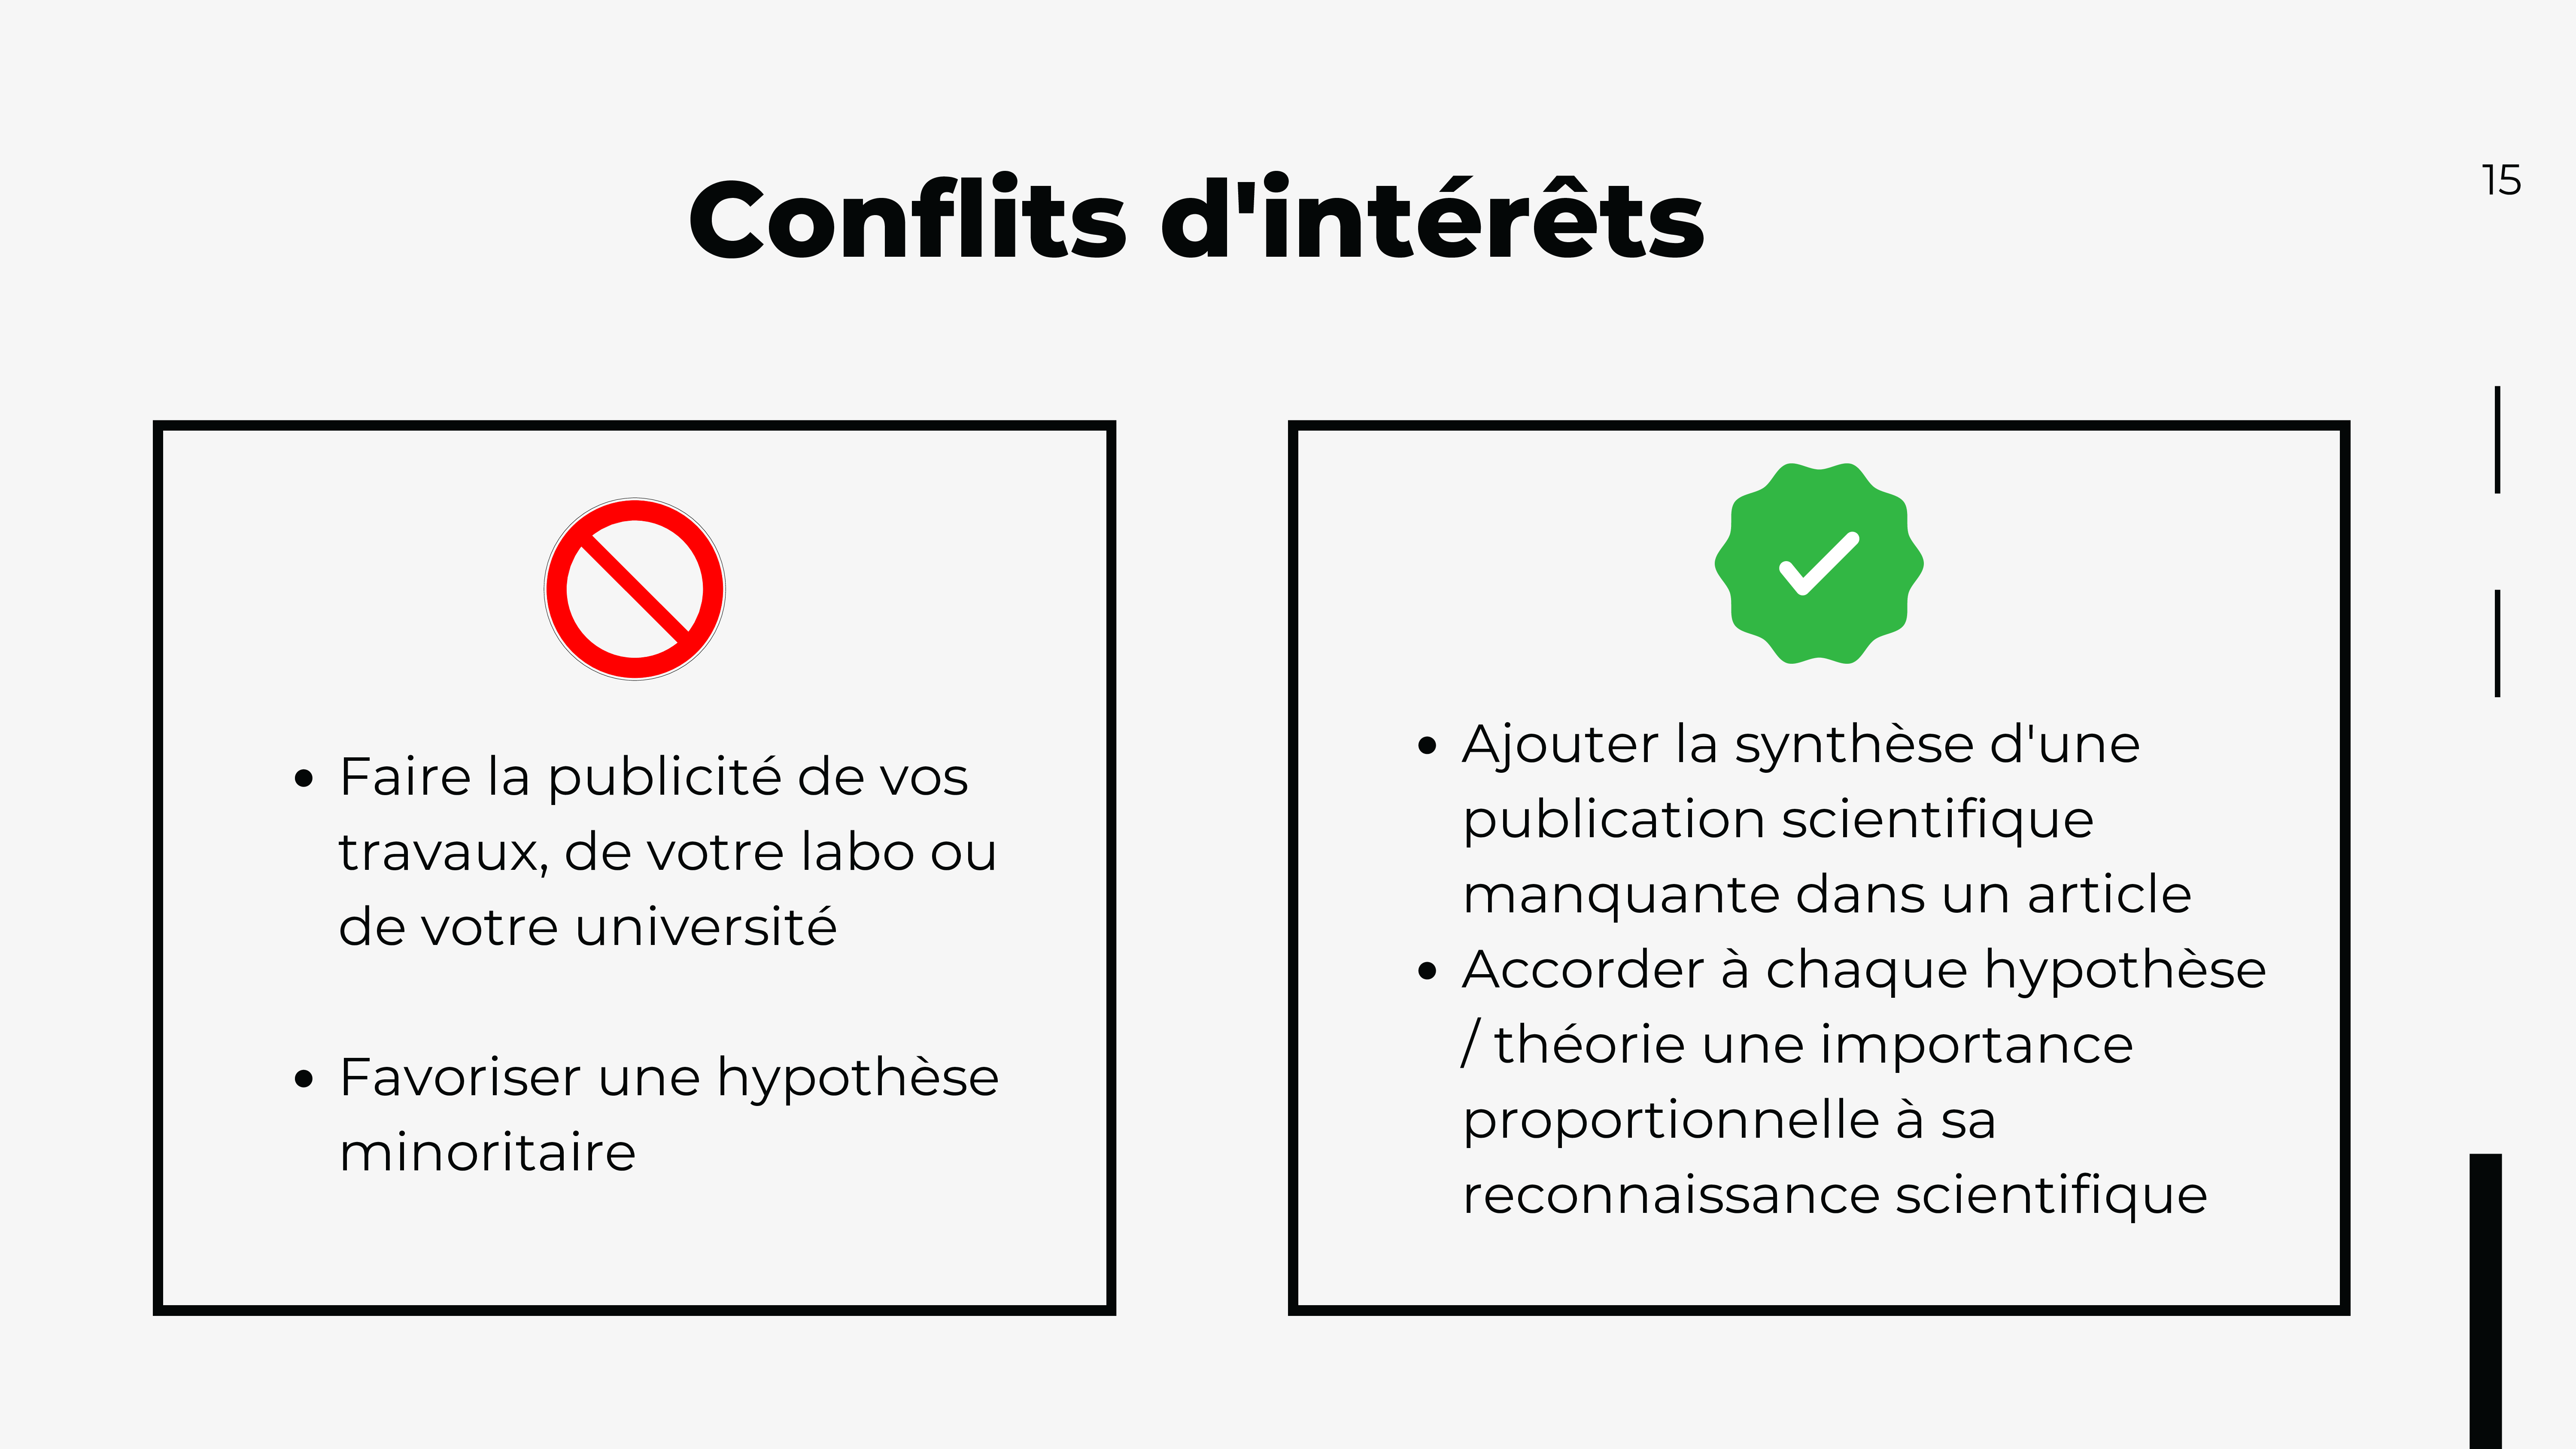 Conflits d'intérêts
15
• Faire la publicité de vos
travaux, de votre labo ou
de votre université
• Favoriser une hypothèse
minoritaire
• Ajouter la synthèse d'une
publication scientifique
manquante dans un article
• Accorder à chaque hypothèse
/ théorie une importance
proportionnelle à sa
reconnaissance scientifique